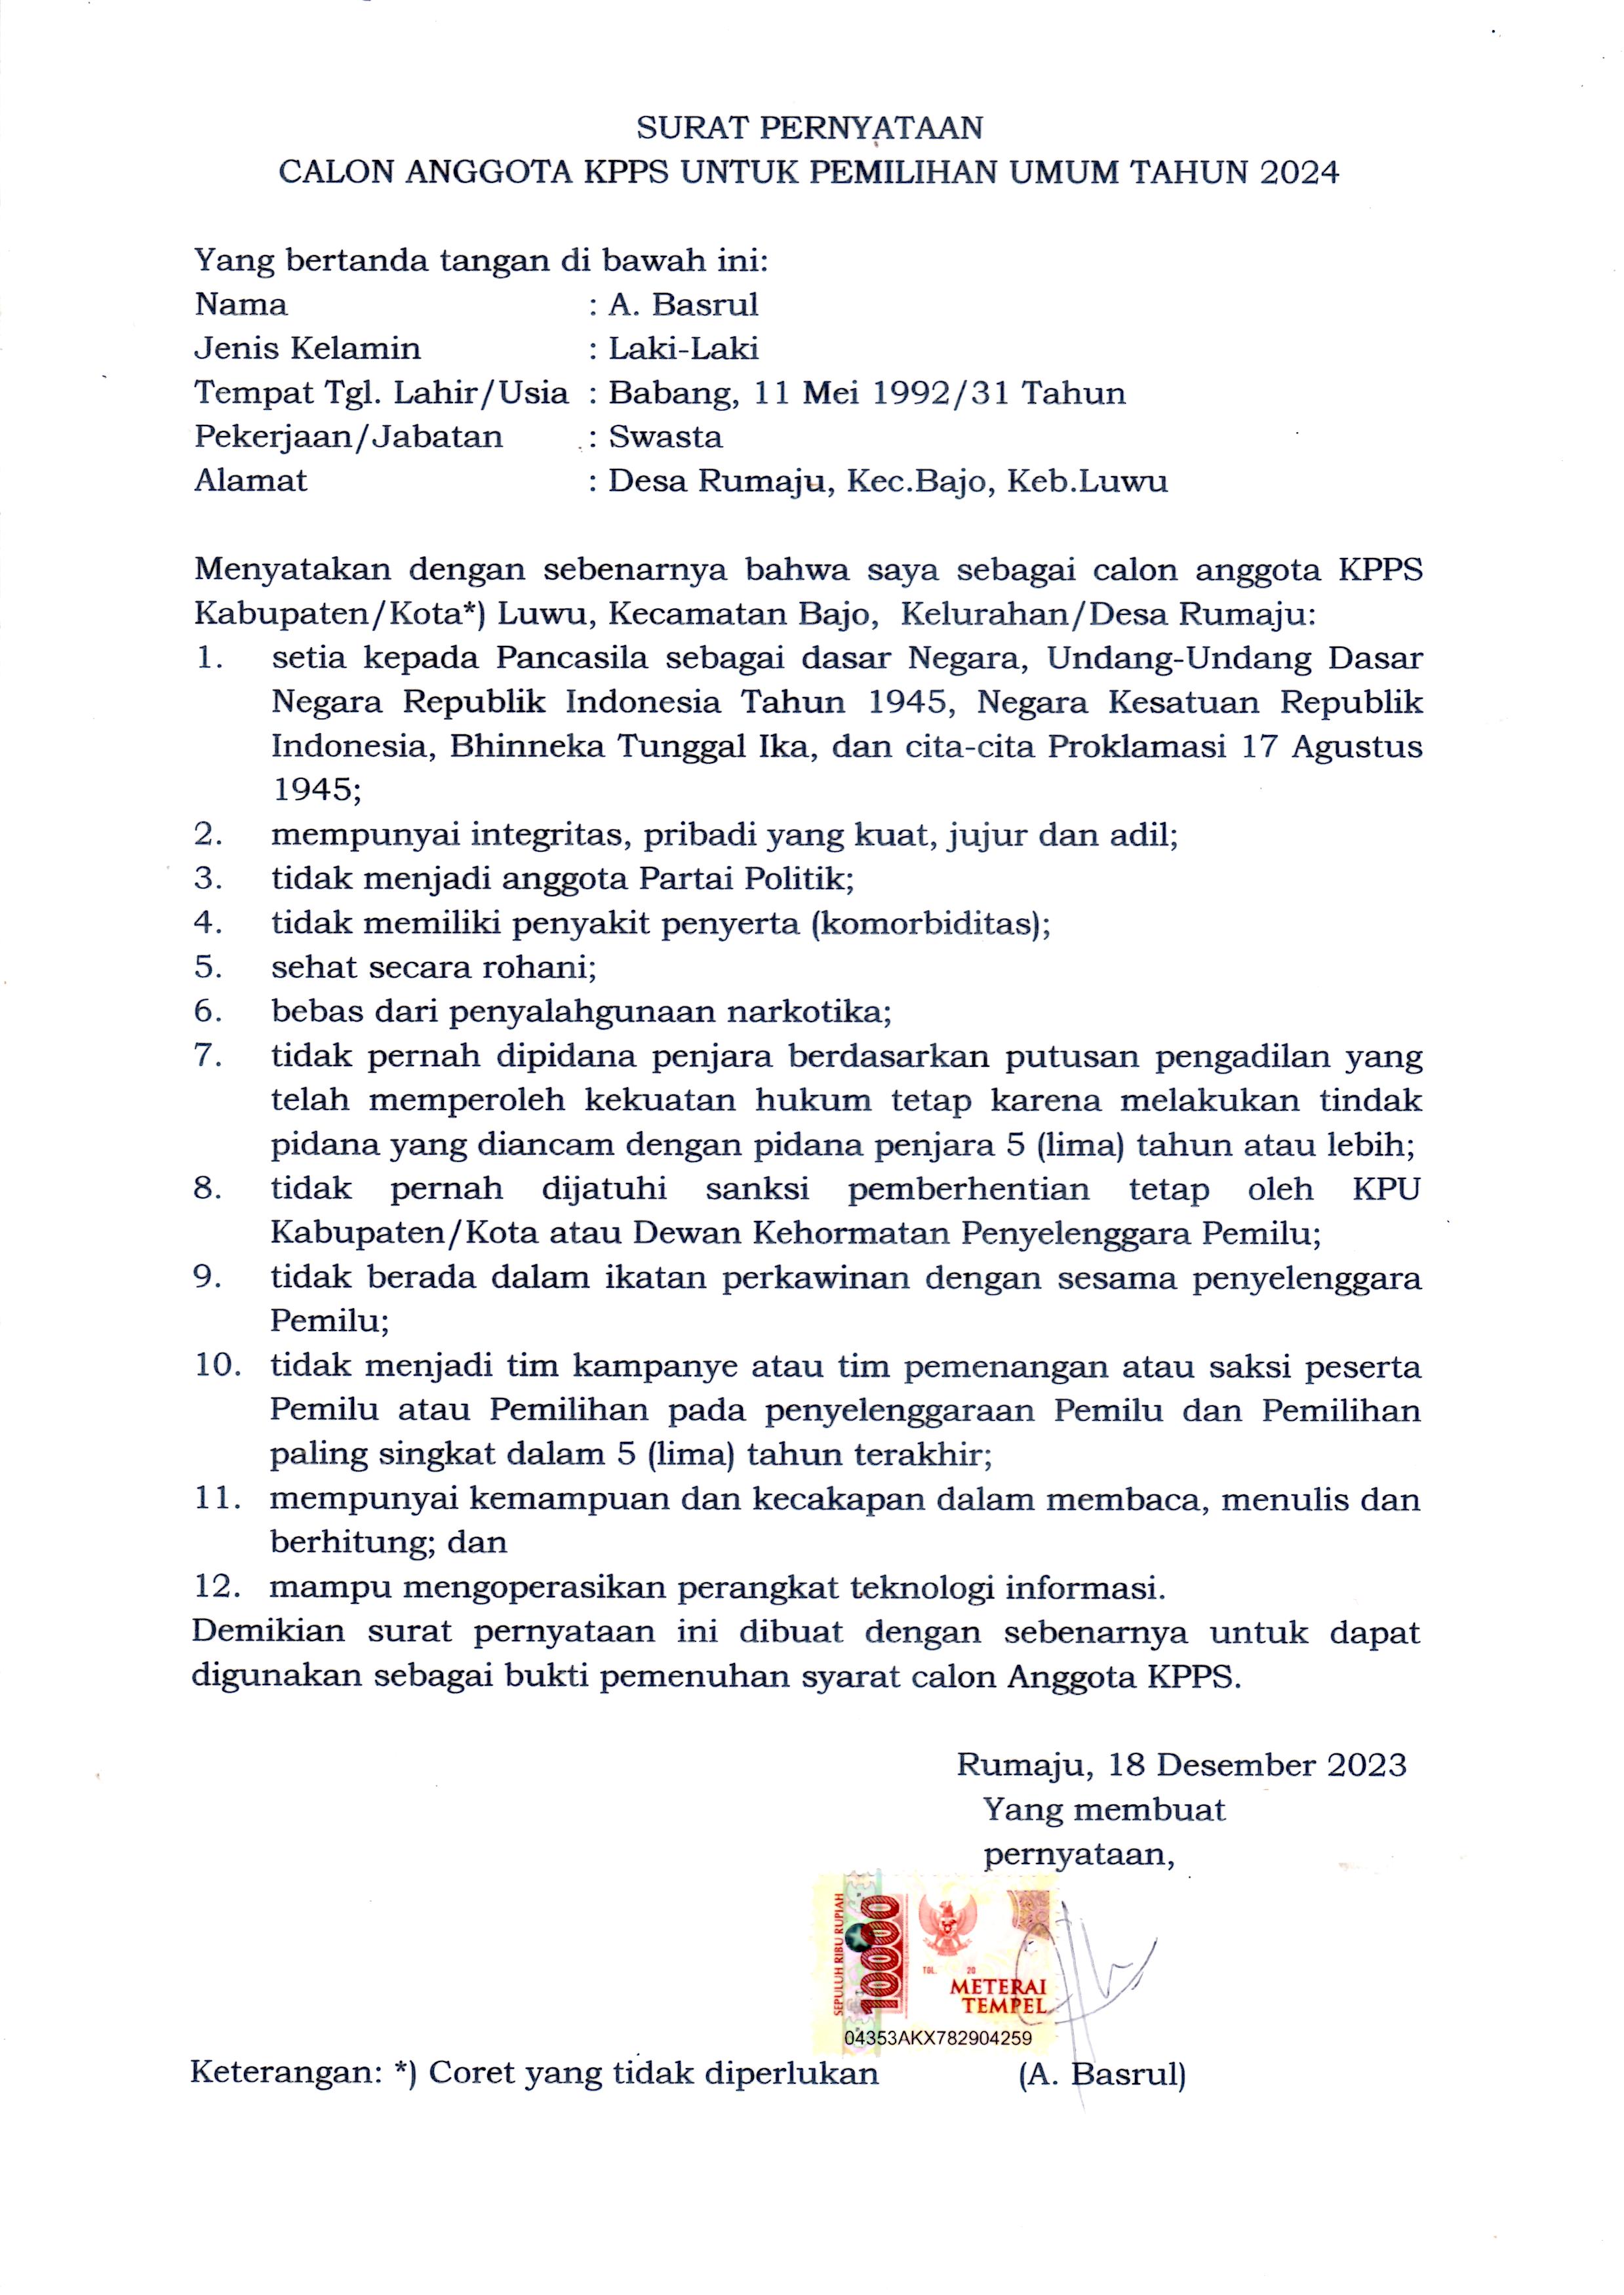 SURAT PERNYATAAN
CALON ANGGOTA KPPS UNTUK PEMILIHAN UMUM TAHUN 2024
Yang bertanda tangan di bawah ini:
Nama : A. Basrul
Jenis Kelamin : Laki-Laki
Tempat Tgl. Lahir/Usia : Babang, 11 Mei 1992/31 Tahun
Pekerjaan/Jabatan : Swasta
Alamat : Desa Rumaju, Kec.Bajo, Keb.Luwu
Menyatakan dengan sebenarnya bahwa saya sebagai calon anggota KPPS
Kabupaten/Kota*) Luwu, Kecamatan Bajo, Kelurahan/Desa Rumaju:
1. setia kepada Pancasila sebagai dasar Negara, Undang-Undang Dasar
Negara Republik Indonesia Tahun 1945, Negara Kesatuan Republik
Indonesia, Bhinneka Tunggal Ika, dan cita-cita Proklamasi 17 Agustus
1945;
2. mempunyai integritas, pribadi yang kuat, jujur dan adil;
3. tidak menjadi anggota Partai Politik;
4. tidak memiliki penyakit penyerta (komorbiditas);
5. sehat secara rohani;
6. bebas dari penyalahgunaan narkotika;
7. tidak pernah dipidana penjara berdasarkan putusan pengadilan yang
telah memperoleh kekuatan hukum tetap karena melakukan tindak
pidana yang diancam dengan pidana penjara 5 (lima) tahun atau lebih;
8. tidak pernah dijatuhi sanksi pemberhentian tetap oleh KPU
Kabupaten/Kota atau Dewan Kehormatan Penyelenggara Pemilu;
9. tidak berada dalam ikatan perkawinan dengan sesama penyelenggara
Pemilu;
10. tidak menjadi tim kampanye atau tim pemenangan atau saksi peserta
Pemilu atau Pemilihan pada penyelenggaraan Pemilu dan Pemilihan
paling singkat dalam 5 (lima) tahun terakhir;
11. mempunyai kemampuan dan kecakapan dalam membaca, menulis dan
berhitung; dan
12. mampu mengoperasikan perangkat teknologi informasi.
Demikian surat pernyataan ini dibuat dengan sebenarnya untuk dapat
digunakan sebagai bukti pemenuhan syarat calon Anggota KPPS.
Rumaju, 18 Desember 2023
Yang membuat
pernyataan,
SEPULUH RIBU RUPIAH
10000
TGL. 20
METERAI
TEMPEL
04353AKX782904259
Keterangan: *) Coret yang tidak diperlukan (A. Basrul)